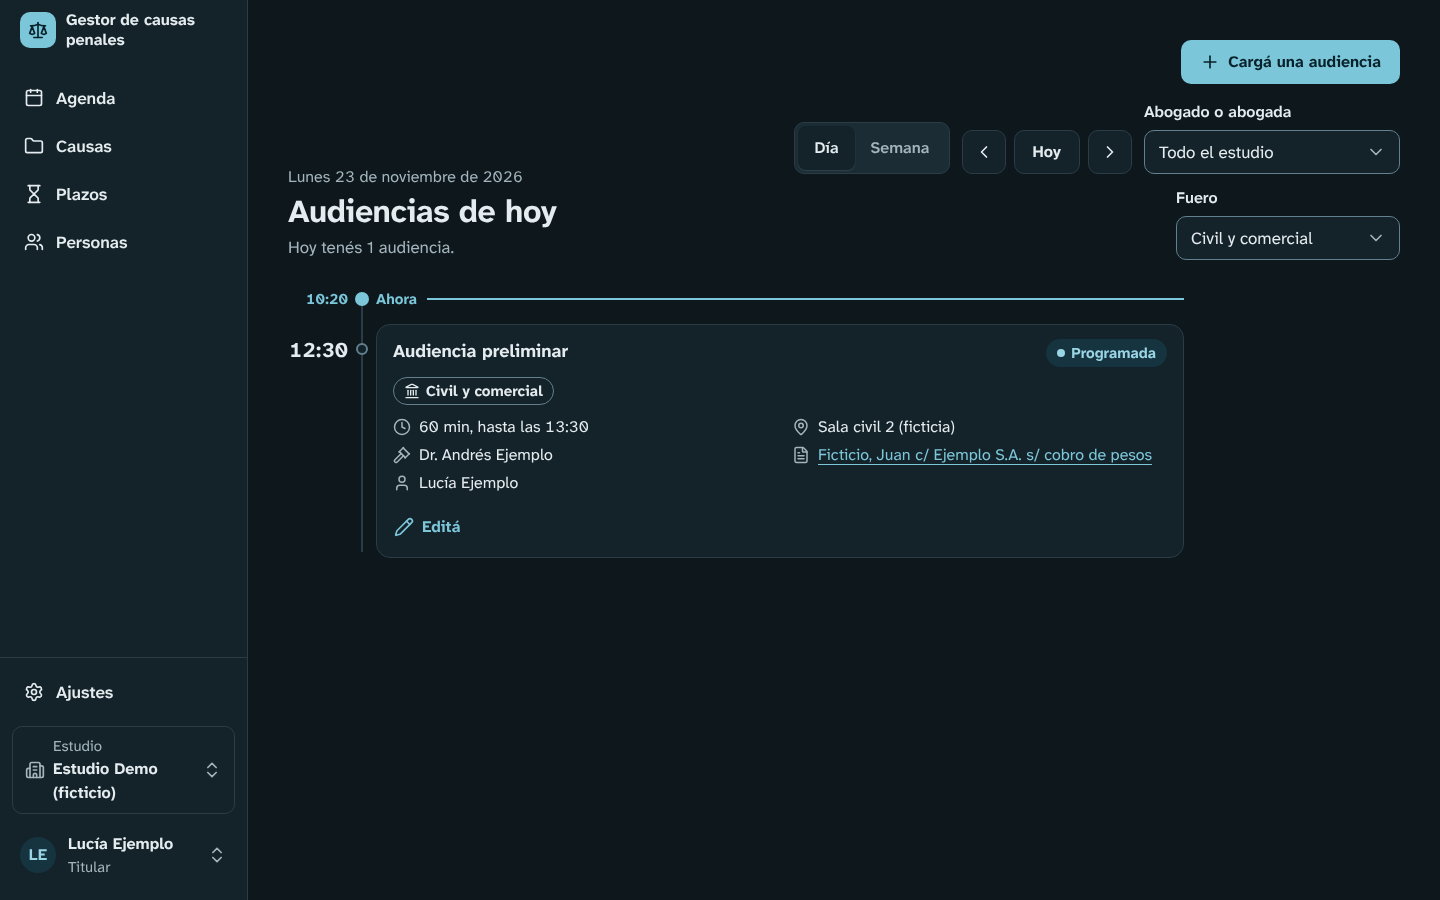 Gestor de causas
penales
Agenda
Causas
Plazos
Personas
Ajustes
Estudio
Estudio Demo
(ficticio)
LE
Lucía Ejemplo
Titular
Cargá una audiencia
Lunes 23 de noviembre de 2026
Audiencias de hoy
Hoy tenés 1 audiencia.
Día
Semana
Hoy
Abogado o abogada
Todo el estudio
Fuero
Civil y comercial
10:20
Ahora
12:30
Audiencia preliminar
Programada
Civil y comercial
60 min, hasta las 13:30
Sala civil 2 (ficticia)
Dr. Andrés Ejemplo
Ficticio, Juan c/ Ejemplo S.A. s/ cobro de pesos
Lucía Ejemplo
Editá